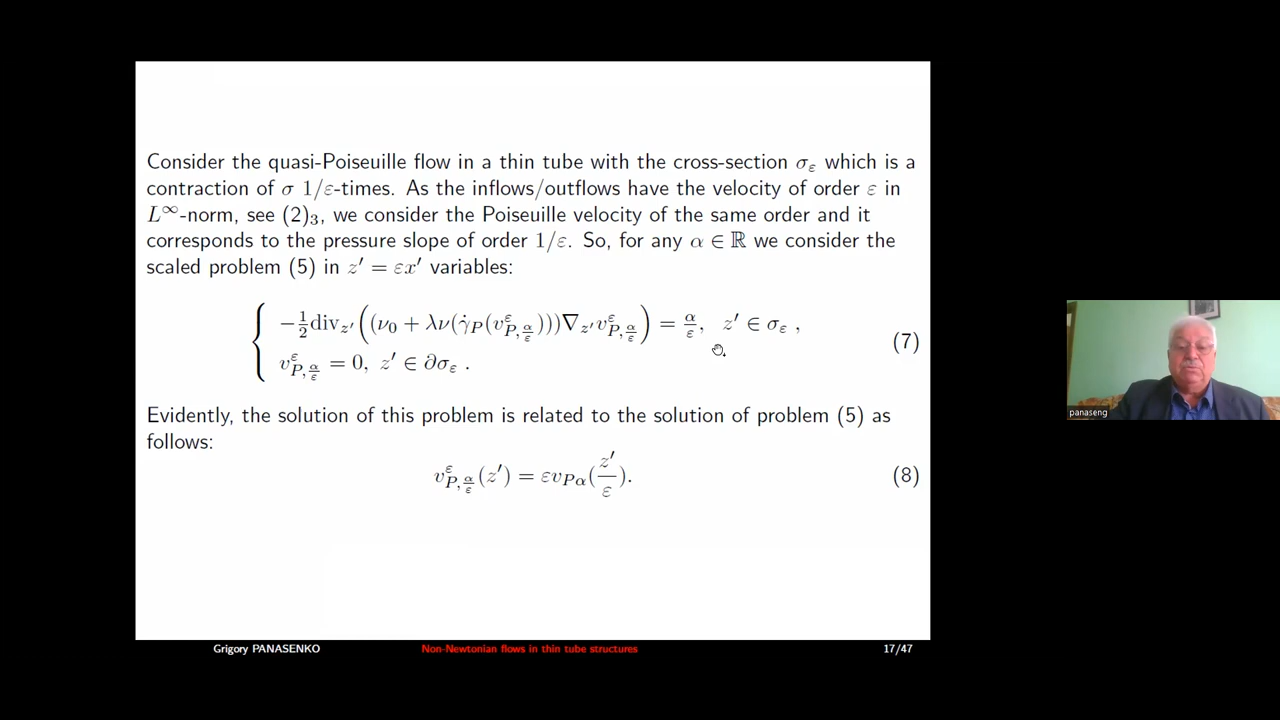 Consider the quasi-Poiseuille flow in a thin tube with the cross-section σ_ε which is a
contraction of σ 1/ε-times. As the inflows/outflows have the velocity of order ε in
L^∞-norm, see (2)₃, we consider the Poiseuille velocity of the same order and it
corresponds to the pressure slope of order 1/ε. So, for any α ∈ ℝ we consider the
scaled problem (5) in z′ = εx′ variables:
{ −½div_{z′}((ν₀ + λν(γ̇_P(v^ε_{P,α/ε})))∇_{z′}v^ε_{P,α/ε}) = α/ε, z′ ∈ σ_ε ,
v^ε_{P,α/ε} = 0, z′ ∈ ∂σ_ε .
(7)
Evidently, the solution of this problem is related to the solution of problem (5) as
follows:
v^ε_{P,α/ε}(z′) = εv_{Pα}(z′/ε). (8)
Grigory PANASENKO Non-Newtonian flows in thin tube structures 17/47
panaseng